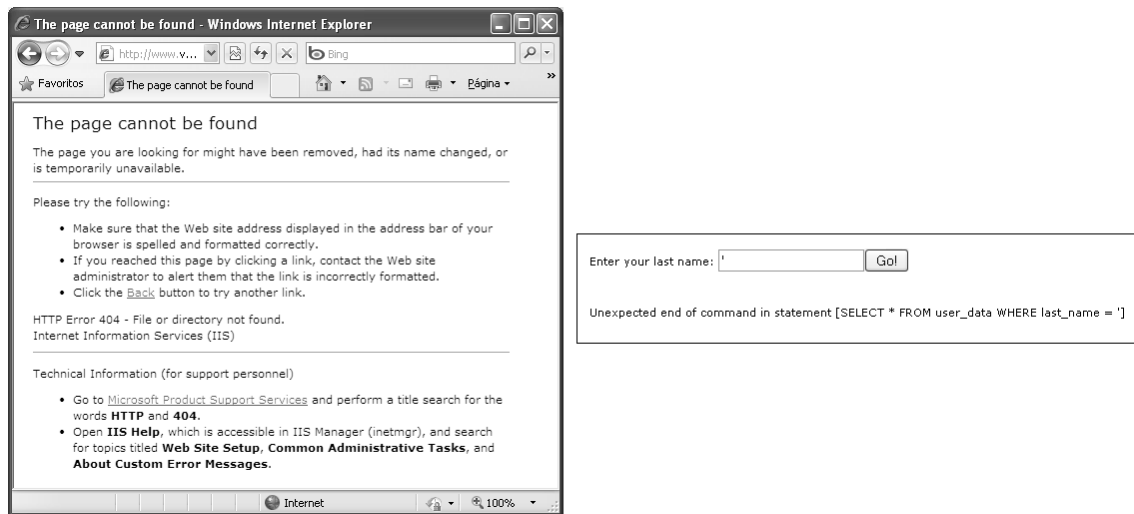 The page cannot be found - Windows Internet Explorer
http://www.v...
Bing
Favoritos
The page cannot be found
Página
»
The page cannot be found
The page you are looking for might have been removed, had its name changed, or
is temporarily unavailable.
Please try the following:
• Make sure that the Web site address displayed in the address bar of your
browser is spelled and formatted correctly.
• If you reached this page by clicking a link, contact the Web site
administrator to alert them that the link is incorrectly formatted.
• Click the Back button to try another link.
HTTP Error 404 - File or directory not found.
Internet Information Services (IIS)
Technical Information (for support personnel)
• Go to Microsoft Product Support Services and perform a title search for the
words HTTP and 404.
• Open IIS Help, which is accessible in IIS Manager (inetmgr), and search
for topics titled Web Site Setup, Common Administrative Tasks, and
About Custom Error Messages.
Internet
100%
Enter your last name: ' Go!
Unexpected end of command in statement [SELECT * FROM user_data WHERE last_name = ']